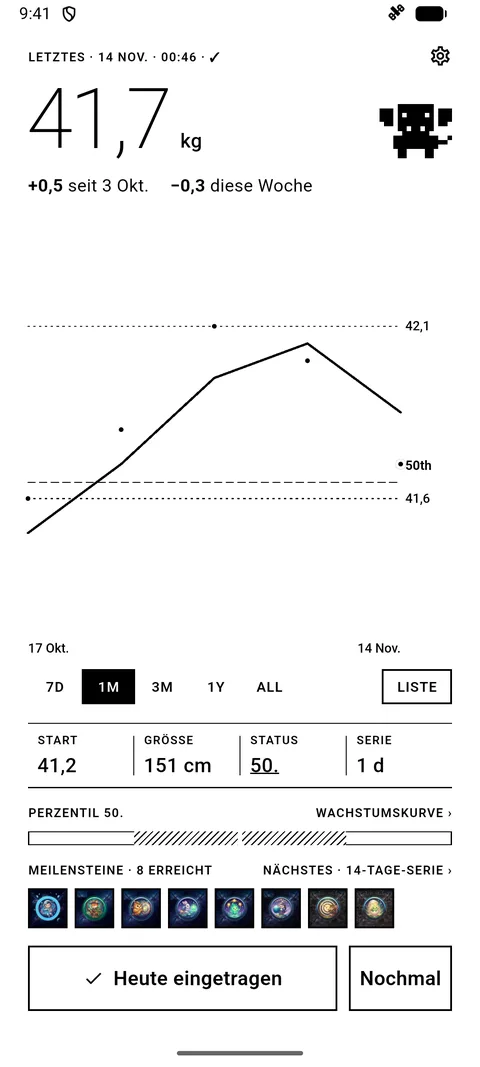 9:41
LETZTES · 14 NOV. · 00:46 · ✓
41,7 kg
+0,5 seit 3 Okt. −0,3 diese Woche
42,1
50th
41,6
17 Okt. 14 Nov.
7D 1M 3M 1Y ALL LISTE
START GRÖSSE STATUS SERIE
41,2 151 cm 50. 1 d
PERZENTIL 50. WACHSTUMSKURVE ›
MEILENSTEINE · 8 ERREICHT NÄCHSTES · 14-TAGE-SERIE ›
✓ Heute eingetragen Nochmal